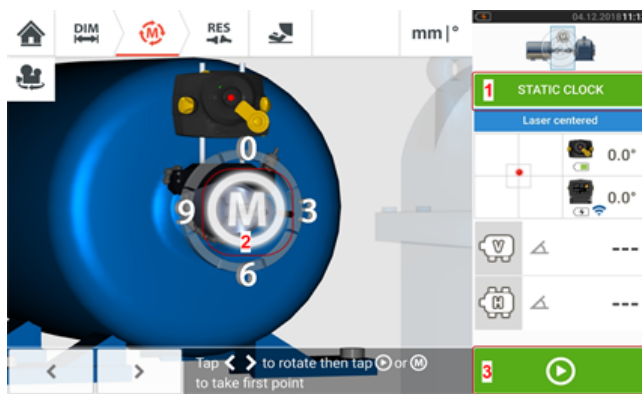 DIM
M
RES
mm|°
04.12.2018 11:1
1 STATIC CLOCK
Laser centered
0.0°
0.0°
0
9 M 3
2
6
V ---
H ---
Tap < > to rotate then tap or M
to take first point
3